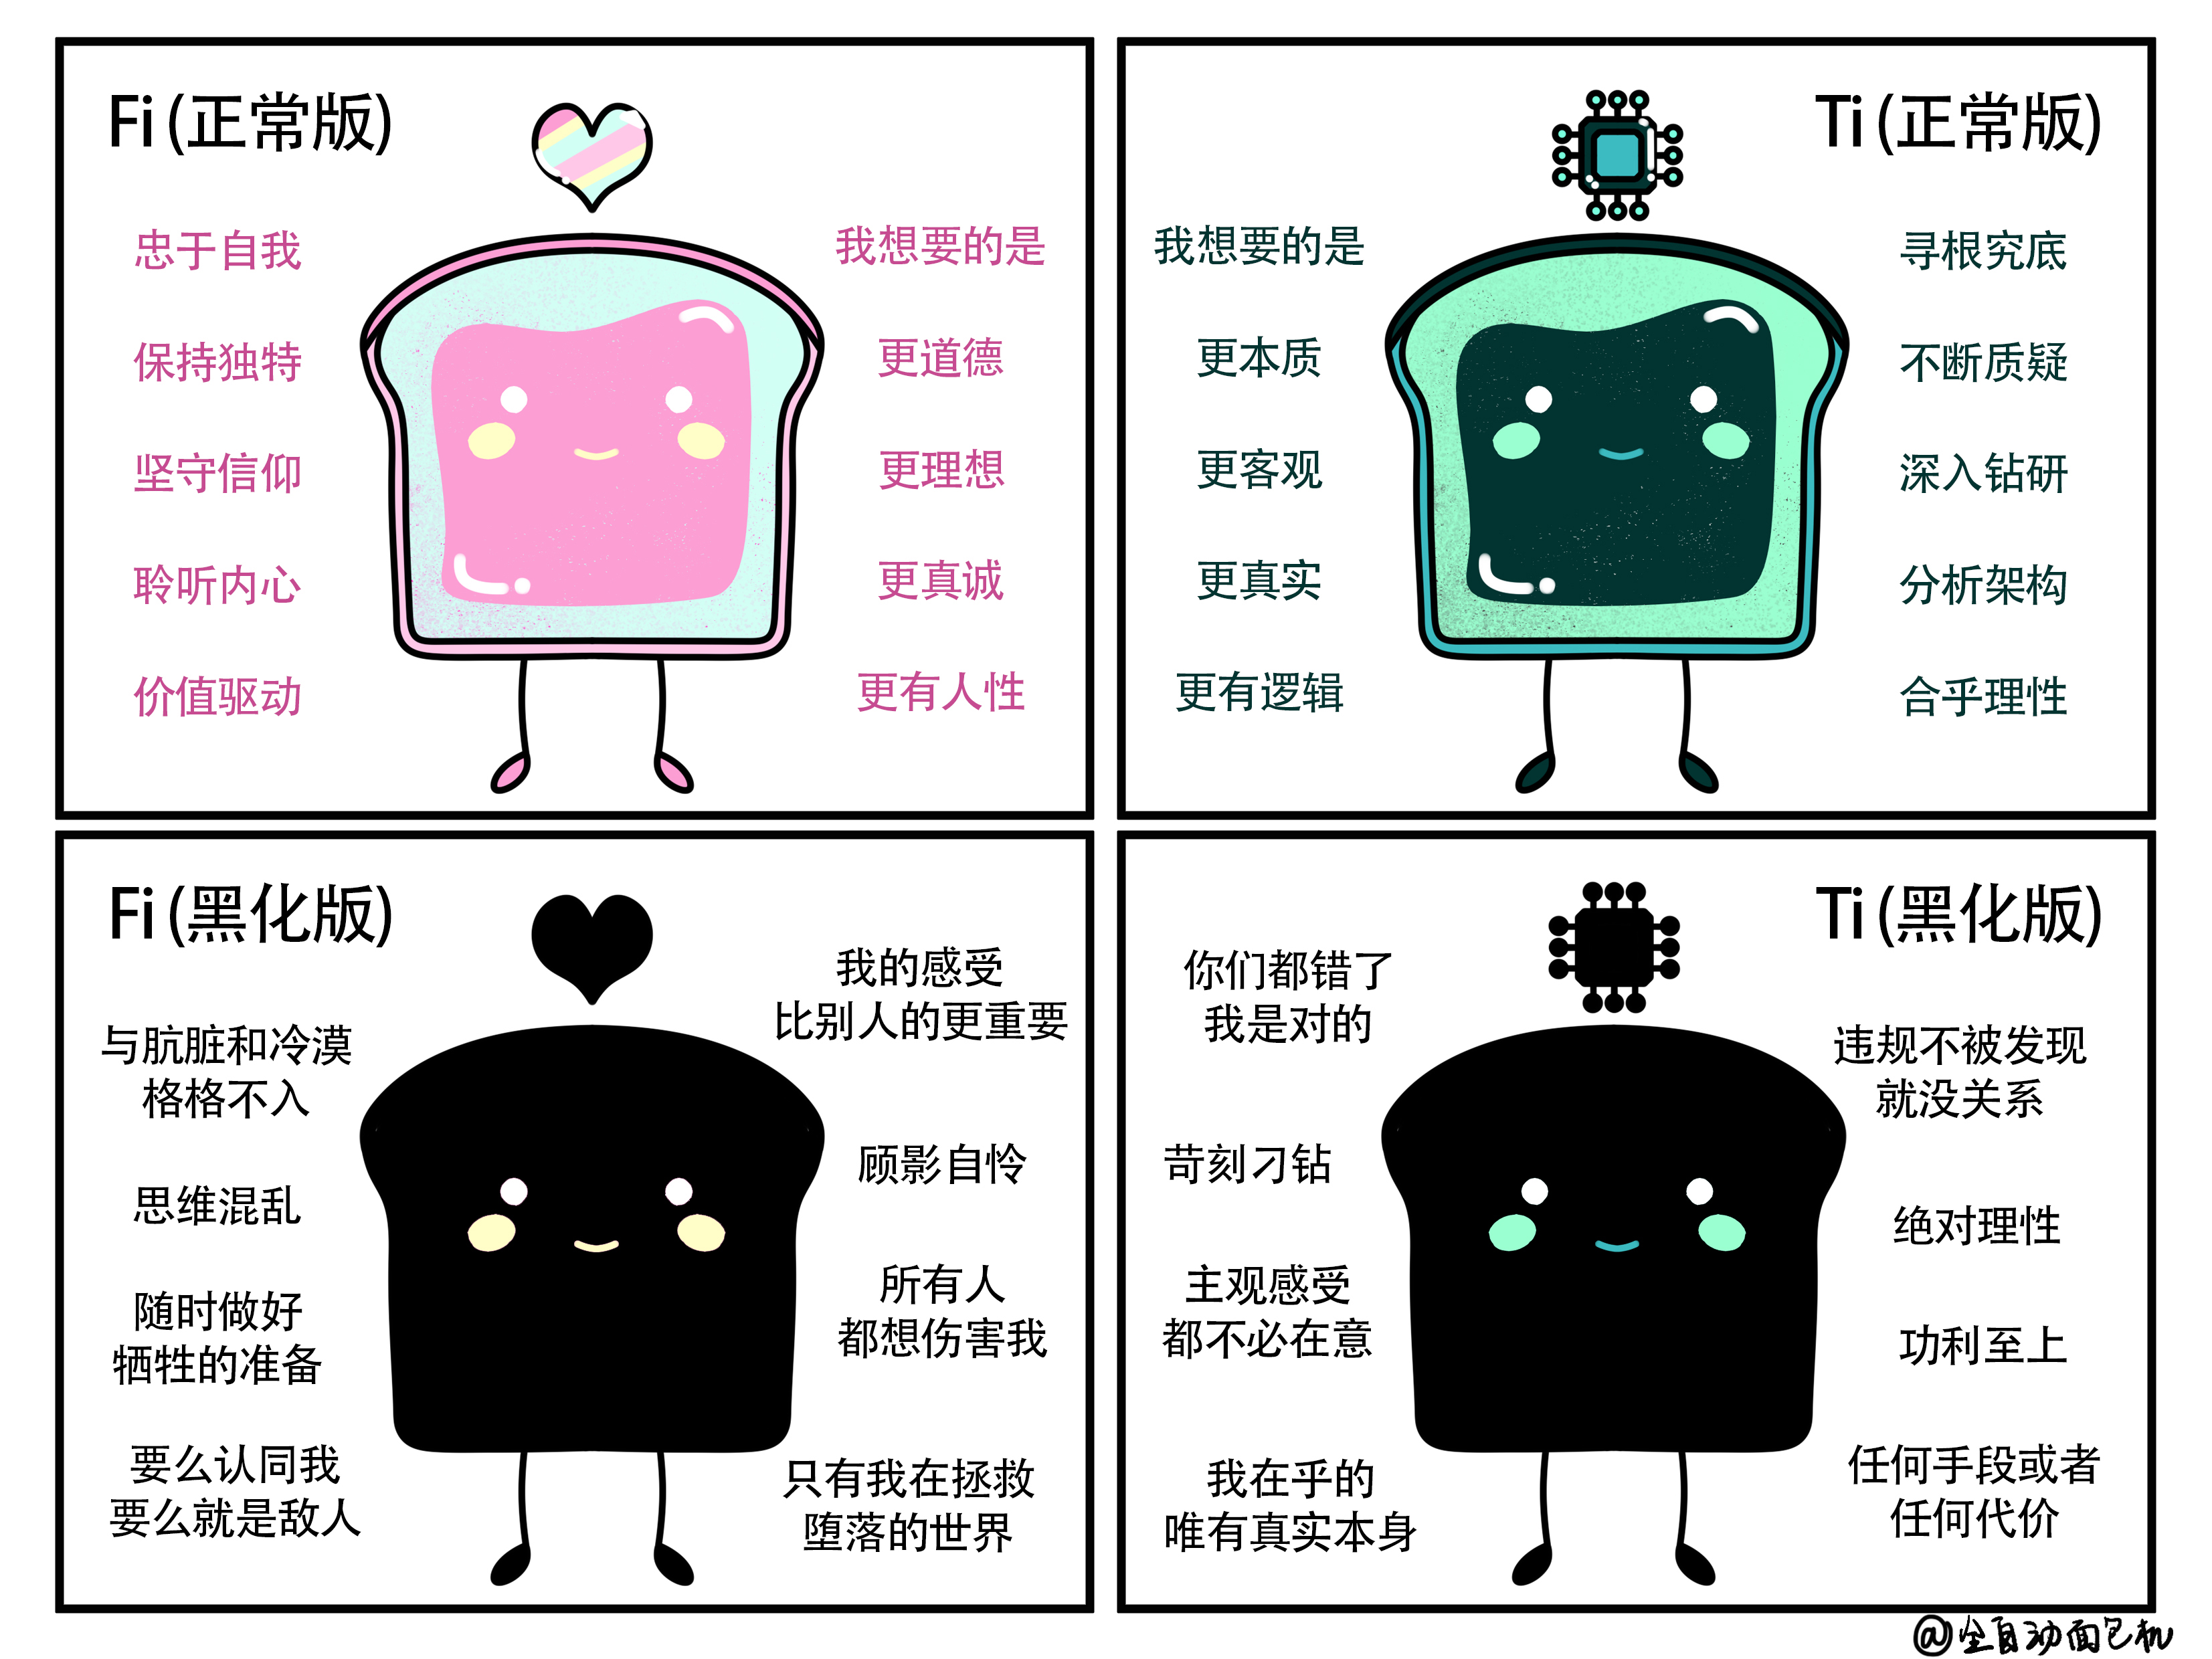 Fi (正常版)
忠于自我
保持独特
坚守信仰
聆听内心
价值驱动
我想要的是
更道德
更理想
更真诚
更有人性
Ti (正常版)
我想要的是
更本质
更客观
更真实
更有逻辑
寻根究底
不断质疑
深入钻研
分析架构
合乎理性
Fi (黑化版)
与肮脏和冷漠
格格不入
思维混乱
随时做好
牺牲的准备
要么认同我
要么就是敌人
我的感受
比别人的更重要
顾影自怜
所有人
都想伤害我
只有我在拯救
堕落的世界
Ti (黑化版)
你们都错了
我是对的
苛刻刁钻
主观感受
都不必在意
我在乎的
唯有真实本身
违规不被发现
就没关系
绝对理性
功利至上
任何手段或者
任何代价
@全自动面包机